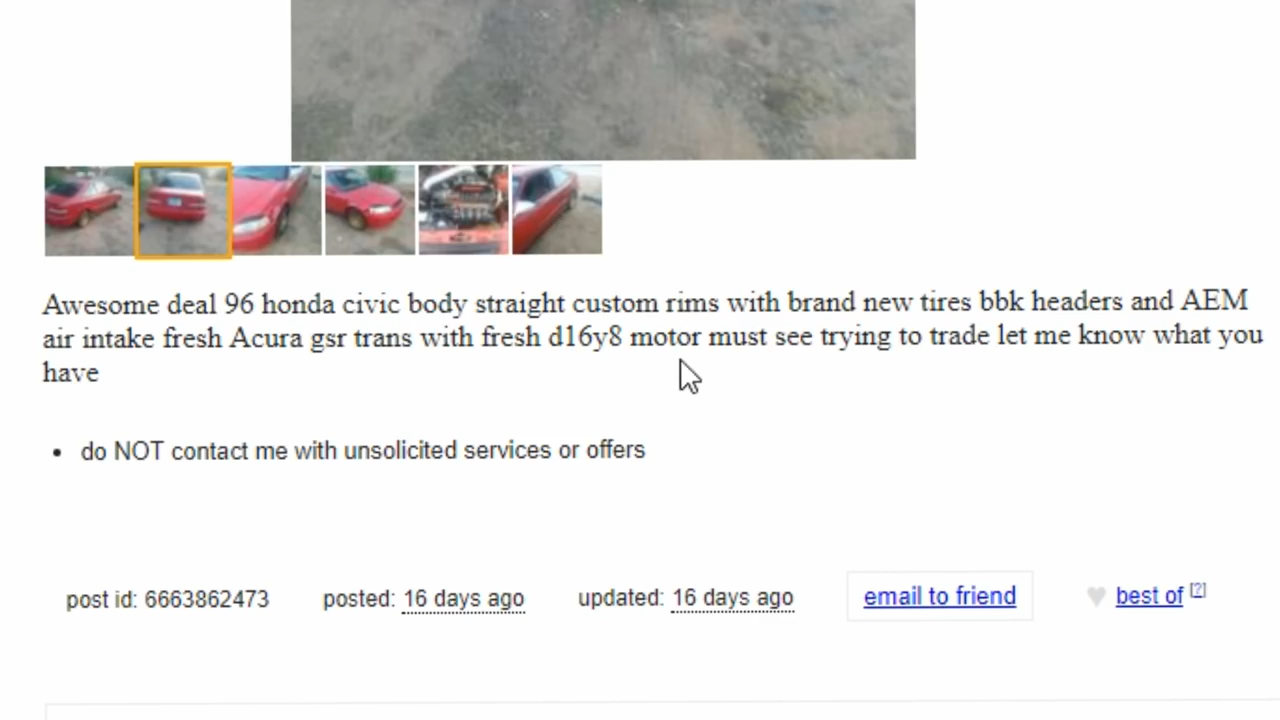 Awesome deal 96 honda civic body straight custom rims with brand new tires bbk headers and AEM
air intake fresh Acura gsr trans with fresh d16y8 motor must see trying to trade let me know what you
have
• do NOT contact me with unsolicited services or offers
post id: 6663862473 posted: 16 days ago updated: 16 days ago email to friend ♥ best of [?]